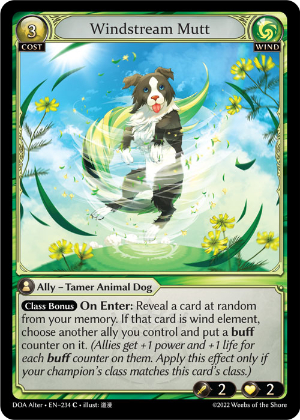 3
Windstream Mutt
COST
WIND
Ally – Tamer Animal Dog
Class Bonus On Enter: Reveal a card at random
from your memory. If that card is wind element,
choose another ally you control and put a buff
counter on it. (Allies get +1 power and +1 life for
each buff counter on them. Apply this effect only if
your champion's class matches this card's class.)
2
2
DOA Alter • EN-234 C • illust:
©2022 Weebs of the Shore